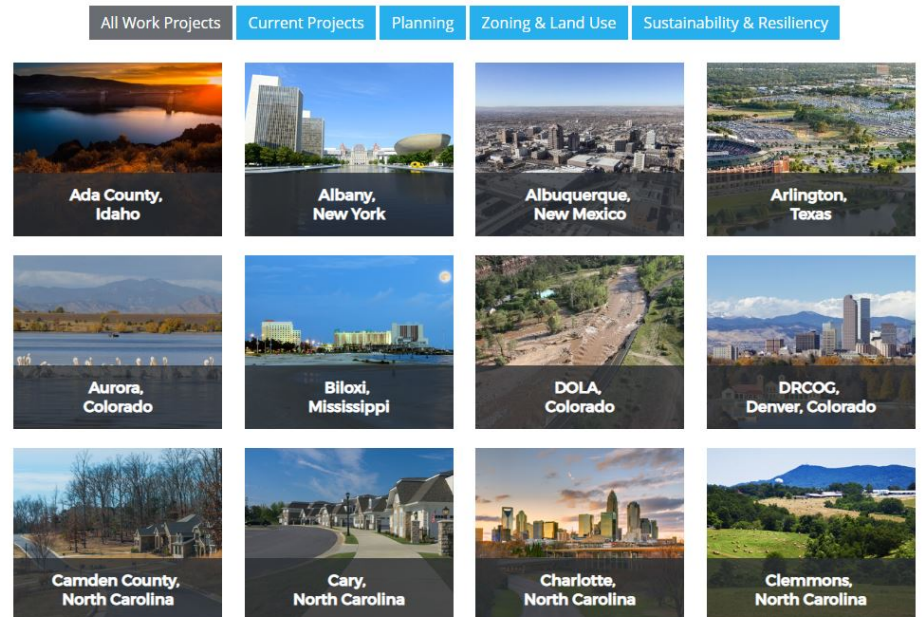 All Work Projects
Current Projects
Planning
Zoning & Land Use
Sustainability & Resiliency
Ada County,
Idaho
Albany,
New York
Albuquerque,
New Mexico
Arlington,
Texas
Aurora,
Colorado
Biloxi,
Mississippi
DOLA,
Colorado
DRCOG,
Denver, Colorado
Camden County,
North Carolina
Cary,
North Carolina
Charlotte,
North Carolina
Clemmons,
North Carolina